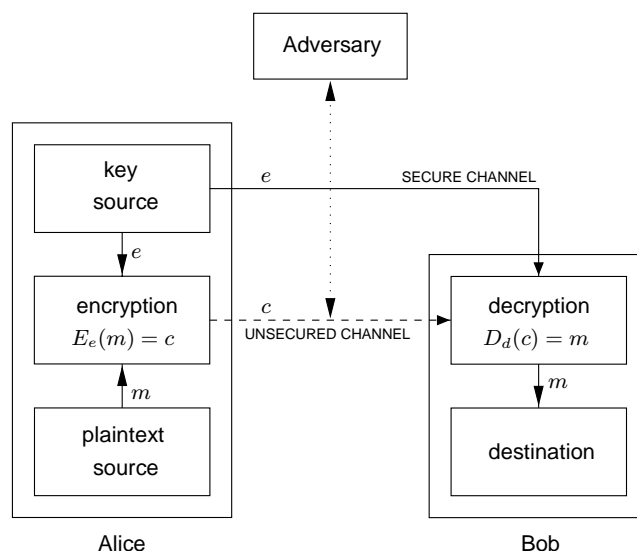 Adversary
key
source
e
SECURE CHANNEL
e
encryption
E_e(m) = c
c
UNSECURED CHANNEL
decryption
D_d(c) = m
m
m
plaintext
source
destination
Alice
Bob